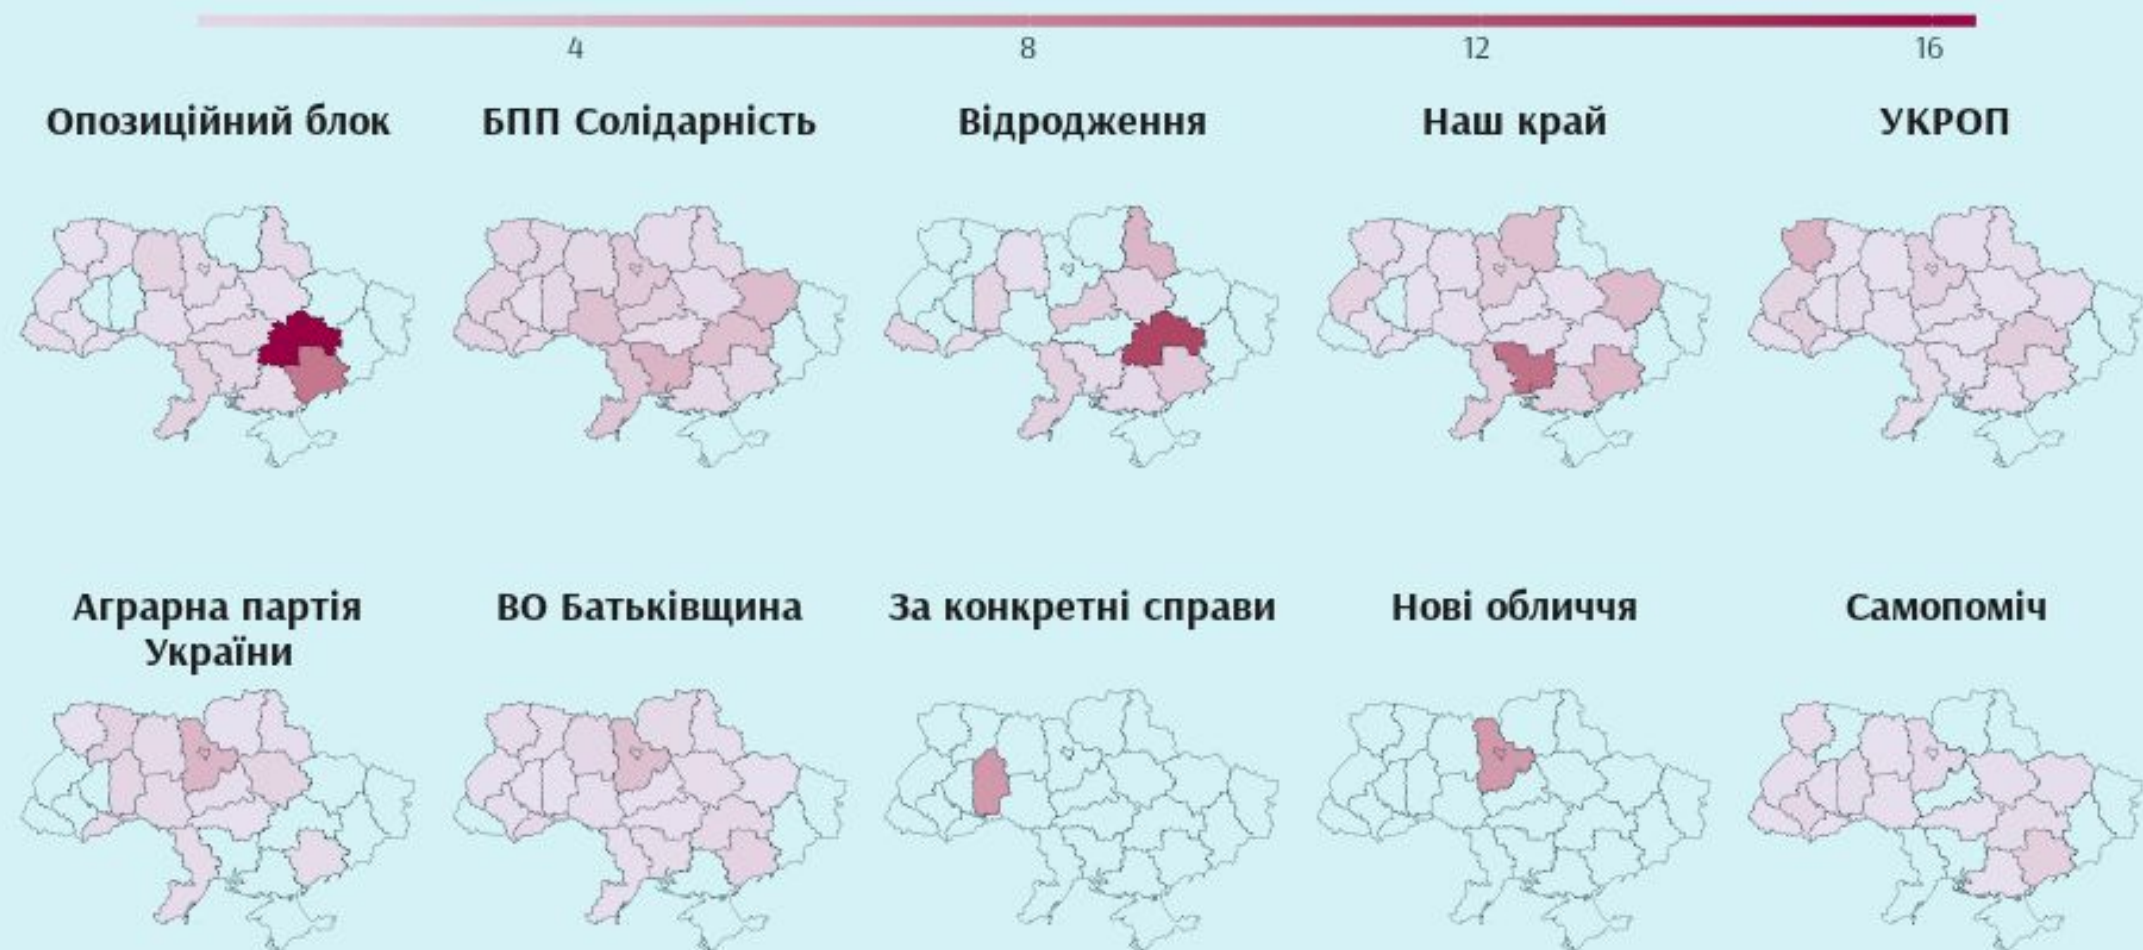 4 8 12 16
Опозиційний блок БПП Солідарність Відродження Наш край УКРОП
Аграрна партія ВО Батьківщина За конкретні справи Нові обличчя Самопоміч
України